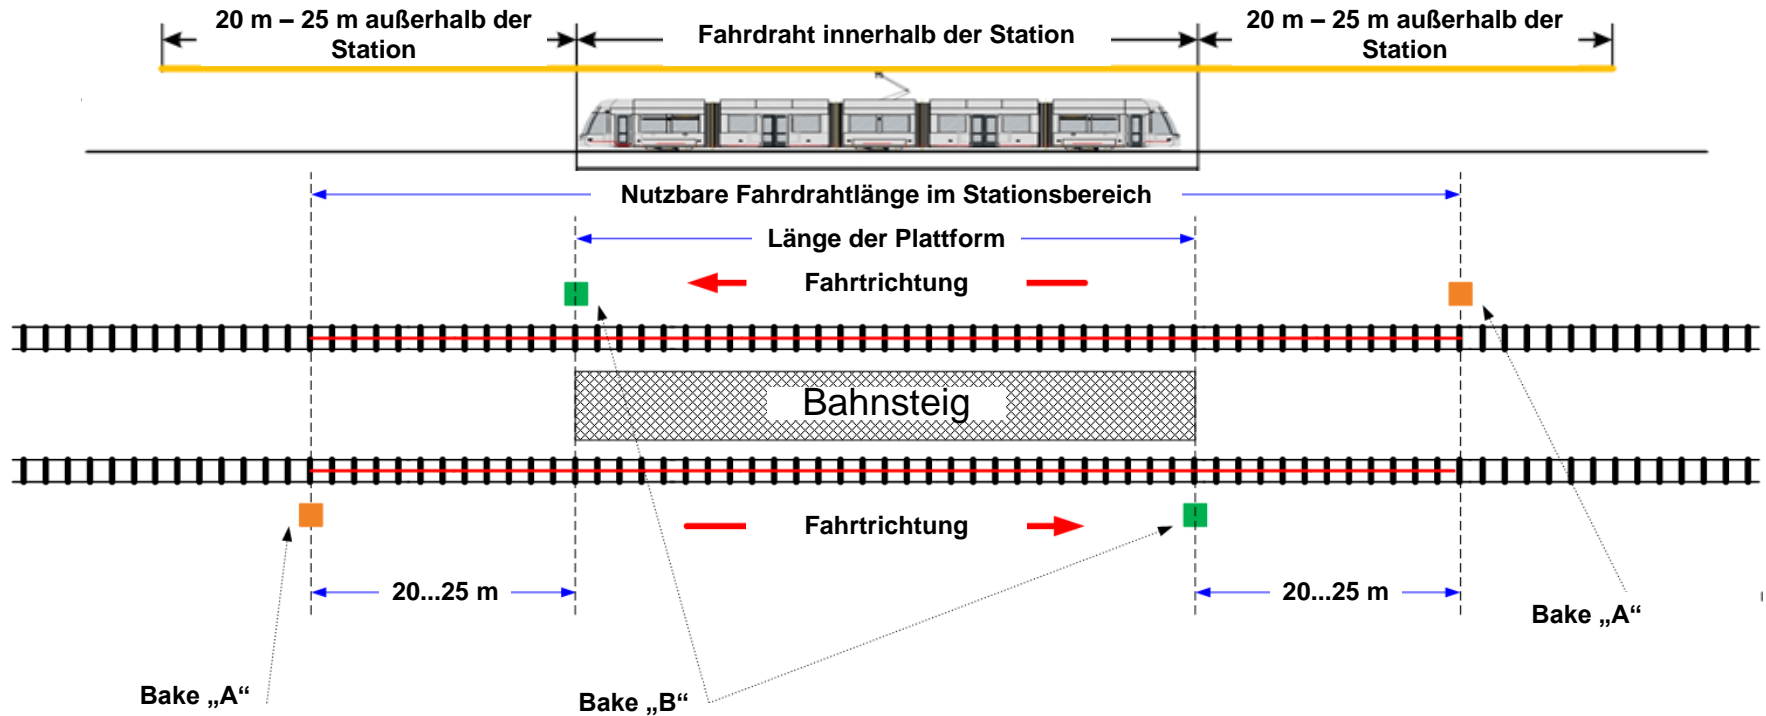 20 m – 25 m außerhalb der
Station
Fahrdraht innerhalb der Station
20 m – 25 m außerhalb der
Station
Nutzbare Fahrdrahtlänge im Stationsbereich
Länge der Plattform
Fahrtrichtung
Bahnsteig
Fahrtrichtung
20...25 m
20...25 m
Bake „A“
Bake „A“
Bake „B“